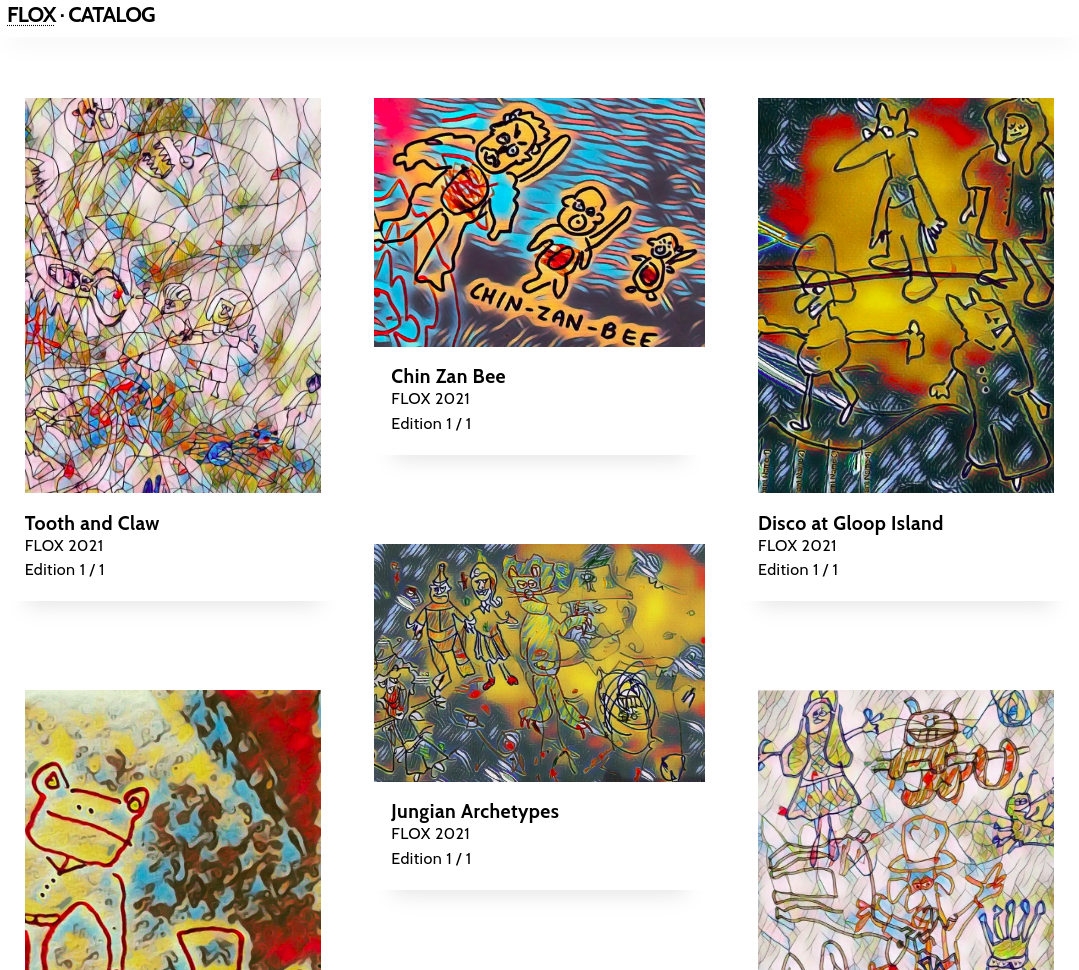 FLOX · CATALOG
CHIN-ZAN-BEE
Tooth and Claw
FLOX 2021
Edition 1 / 1
Chin Zan Bee
FLOX 2021
Edition 1 / 1
Disco at Gloop Island
FLOX 2021
Edition 1 / 1
Jungian Archetypes
FLOX 2021
Edition 1 / 1